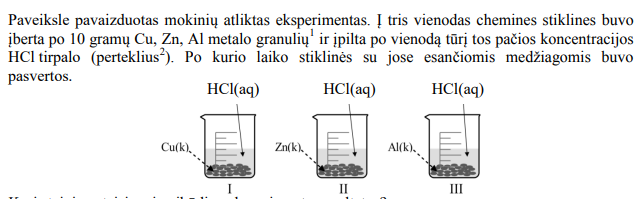 Paveiksle pavaizduotas mokinių atliktas eksperimentas. Į tris vienodas chemines stiklines buvo
įberta po 10 gramų Cu, Zn, Al metalo granulių¹ ir įpilta po vienodą tūrį tos pačios koncentracijos
HCl tirpalo (perteklius²). Po kurio laiko stiklinės su jose esančiomis medžiagomis buvo
pasvertos.
HCl(aq) HCl(aq) HCl(aq)
Cu(k) Zn(k) Al(k)
I II III